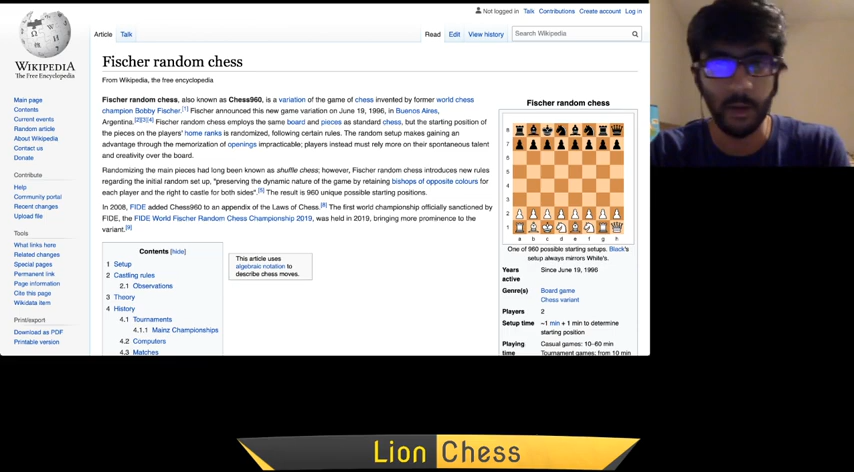 Not logged in Talk Contributions Create account Log in
Article Talk Read Edit View history Search Wikipedia
WIKIPEDIA
The Free Encyclopedia
Main page
Contents
Current events
Random article
About Wikipedia
Contact us
Donate
Contribute
Help
Community portal
Recent changes
Upload file
Tools
What links here
Related changes
Special pages
Permanent link
Page information
Cite this page
Wikidata item
Print/export
Download as PDF
Printable version
Fischer random chess
From Wikipedia, the free encyclopedia
Fischer random chess, also known as Chess960, is a variation of the game of chess invented by former world chess
champion Bobby Fischer.[1] Fischer announced this new game variation on June 19, 1996, in Buenos Aires,
Argentina.[2][3][4] Fischer random chess employs the same board and pieces as standard chess, but the starting position of
the pieces on the players' home ranks is randomized, following certain rules. The random setup makes gaining an
advantage through the memorization of openings impracticable; players instead must rely more on their spontaneous talent
and creativity over the board.
Randomizing the main pieces had long been known as shuffle chess; however, Fischer random chess introduces new rules
regarding the initial random set up, "preserving the dynamic nature of the game by retaining bishops of opposite colours for
each player and the right to castle for both sides".[5] The result is 960 unique possible starting positions.
In 2008, FIDE added Chess960 to an appendix of the Laws of Chess.[8] The first world championship officially sanctioned by
FIDE, the FIDE World Fischer Random Chess Championship 2019, was held in 2019, bringing more prominence to the
variant.[9]
Contents [hide]
1 Setup
2 Castling rules
2.1 Observations
3 Theory
4 History
4.1 Tournaments
4.1.1 Mainz Championships
4.2 Computers
4.3 Matches
This article uses
algebraic notation to
describe chess moves.
Fischer random chess
8
7
6
5
4
3
2
1
a b c d e f g h
One of 960 possible starting setups. Black's
setup always mirrors White's.
Years active Since June 19, 1996
Genre(s) Board game
Chess variant
Players 2
Setup time ~1 min + 1 min to determine
starting position
Playing time Casual games: 10–60 min
Tournament games: from 10 min
Lion Chess